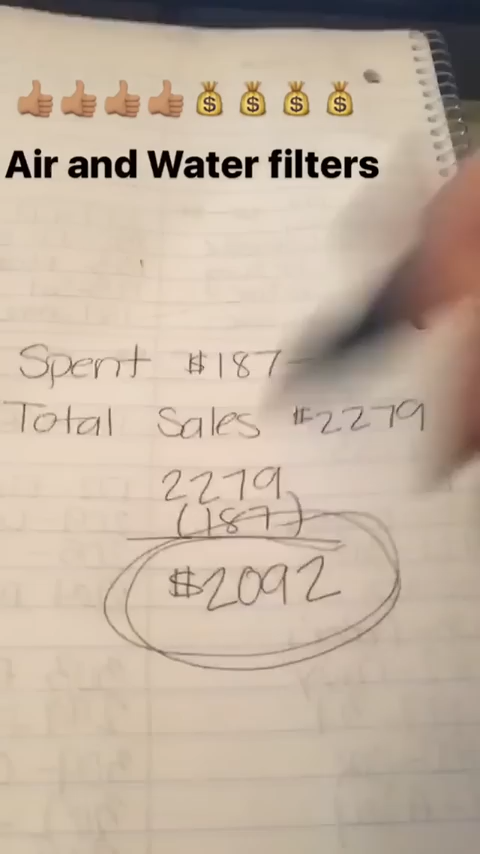 👍🏽👍🏽👍🏽👍🏽💰💰💰💰
Air and Water filters
Spent $187
Total Sales $2279
2279
(187)
$2092